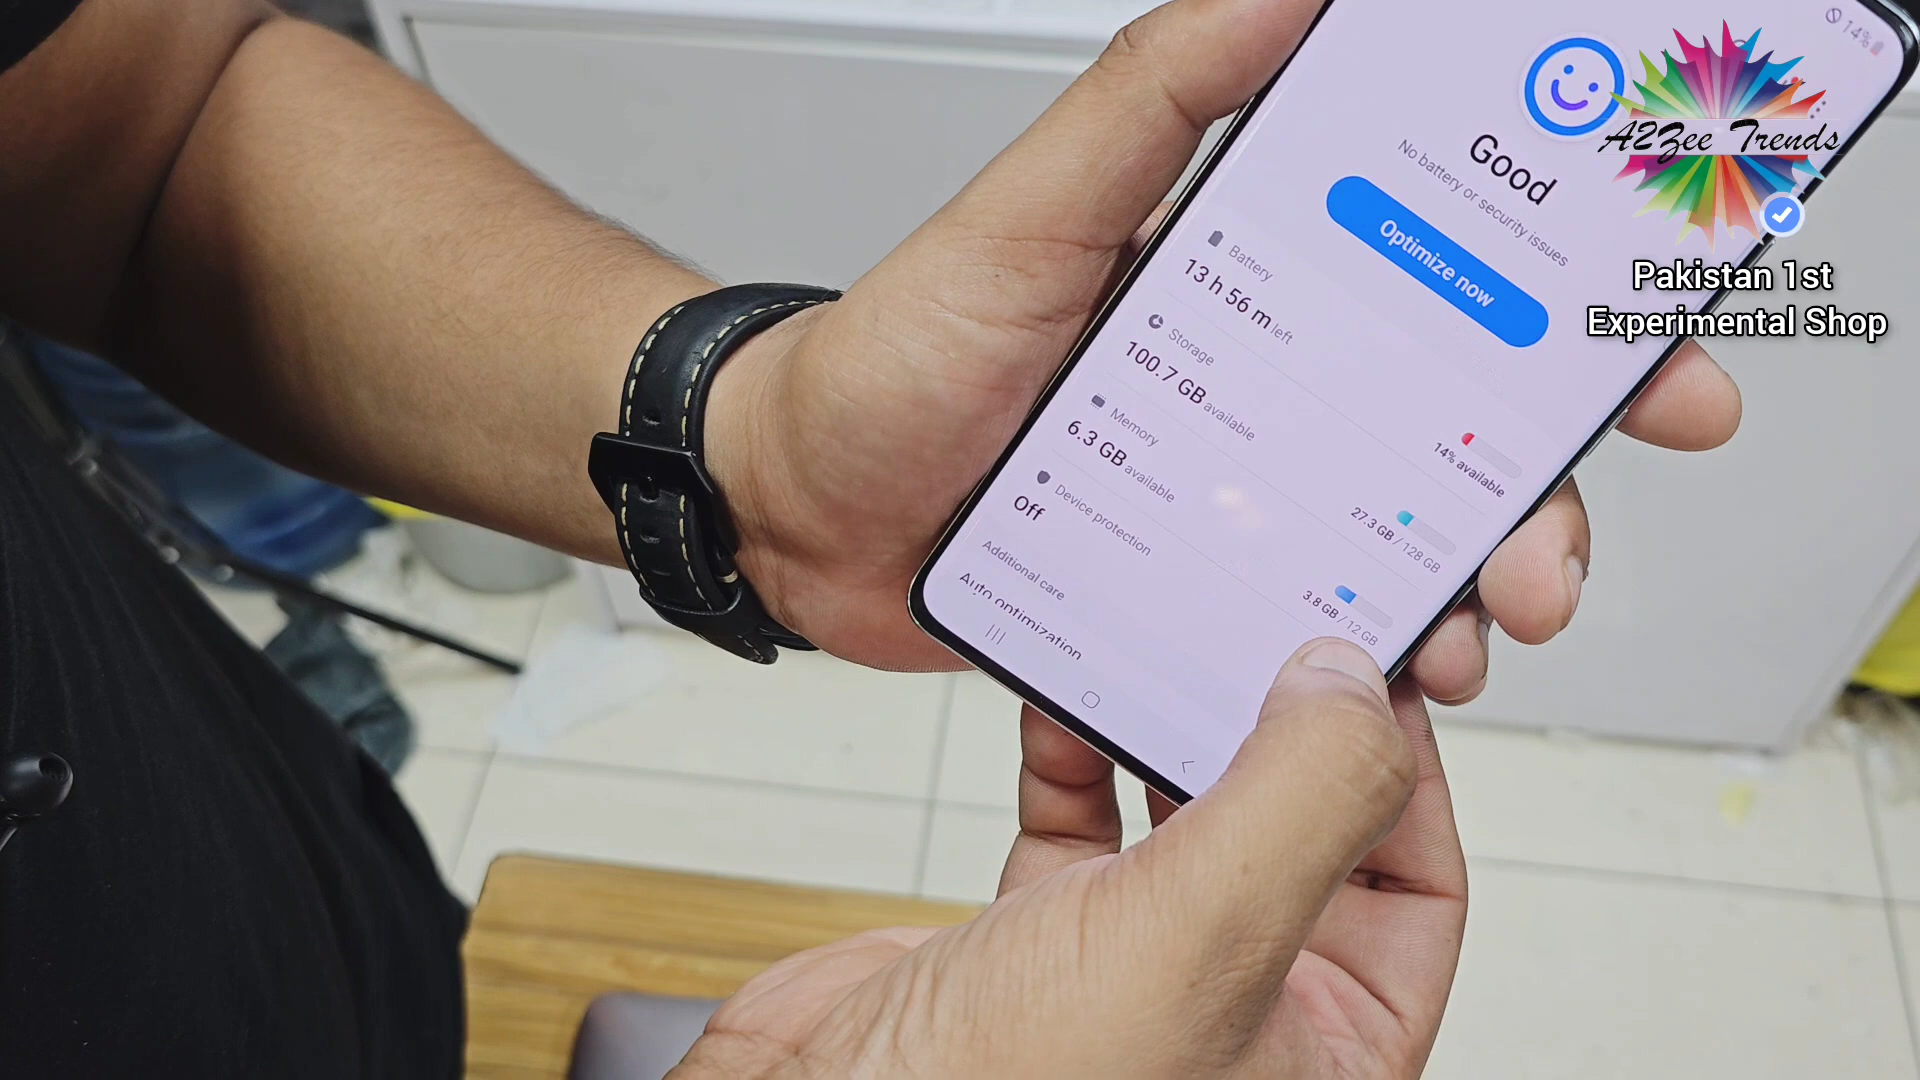 14%
Good
No battery or security issues
Optimize now
Battery
13 h 56 m left
14% available
Storage
100.7 GB available
27.3 GB / 128 GB
Memory
6.3 GB available
3.8 GB / 12 GB
Device protection
Off
Additional care
Auto optimization
A2Zee Trends
Pakistan 1st
Experimental Shop